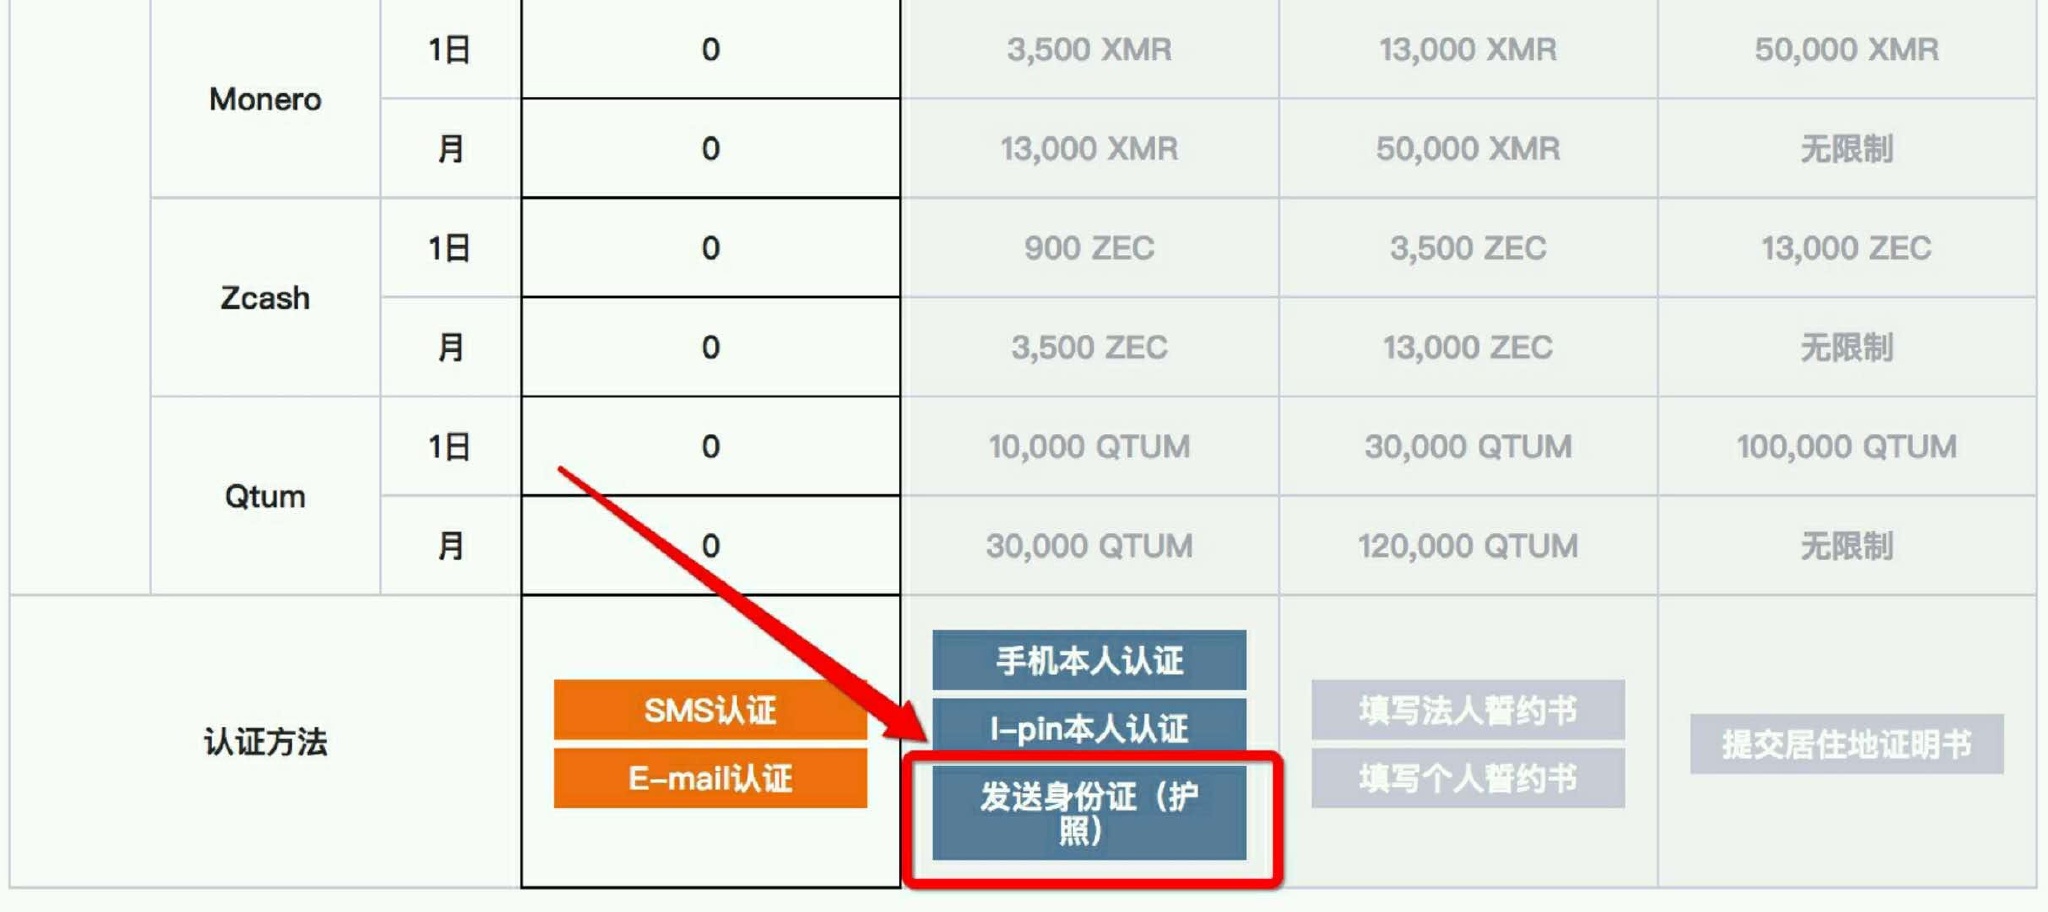 1日 0 3,500 XMR 13,000 XMR 50,000 XMR
Monero
月 0 13,000 XMR 50,000 XMR 无限制
1日 0 900 ZEC 3,500 ZEC 13,000 ZEC
Zcash
月 0 3,500 ZEC 13,000 ZEC 无限制
1日 0 10,000 QTUM 30,000 QTUM 100,000 QTUM
Qtum
月 0 30,000 QTUM 120,000 QTUM 无限制
认证方法
SMS认证
E-mail认证
手机本人认证
I-pin本人认证
发送身份证（护
照）
填写法人誓约书
填写个人誓约书
提交居住地证明书